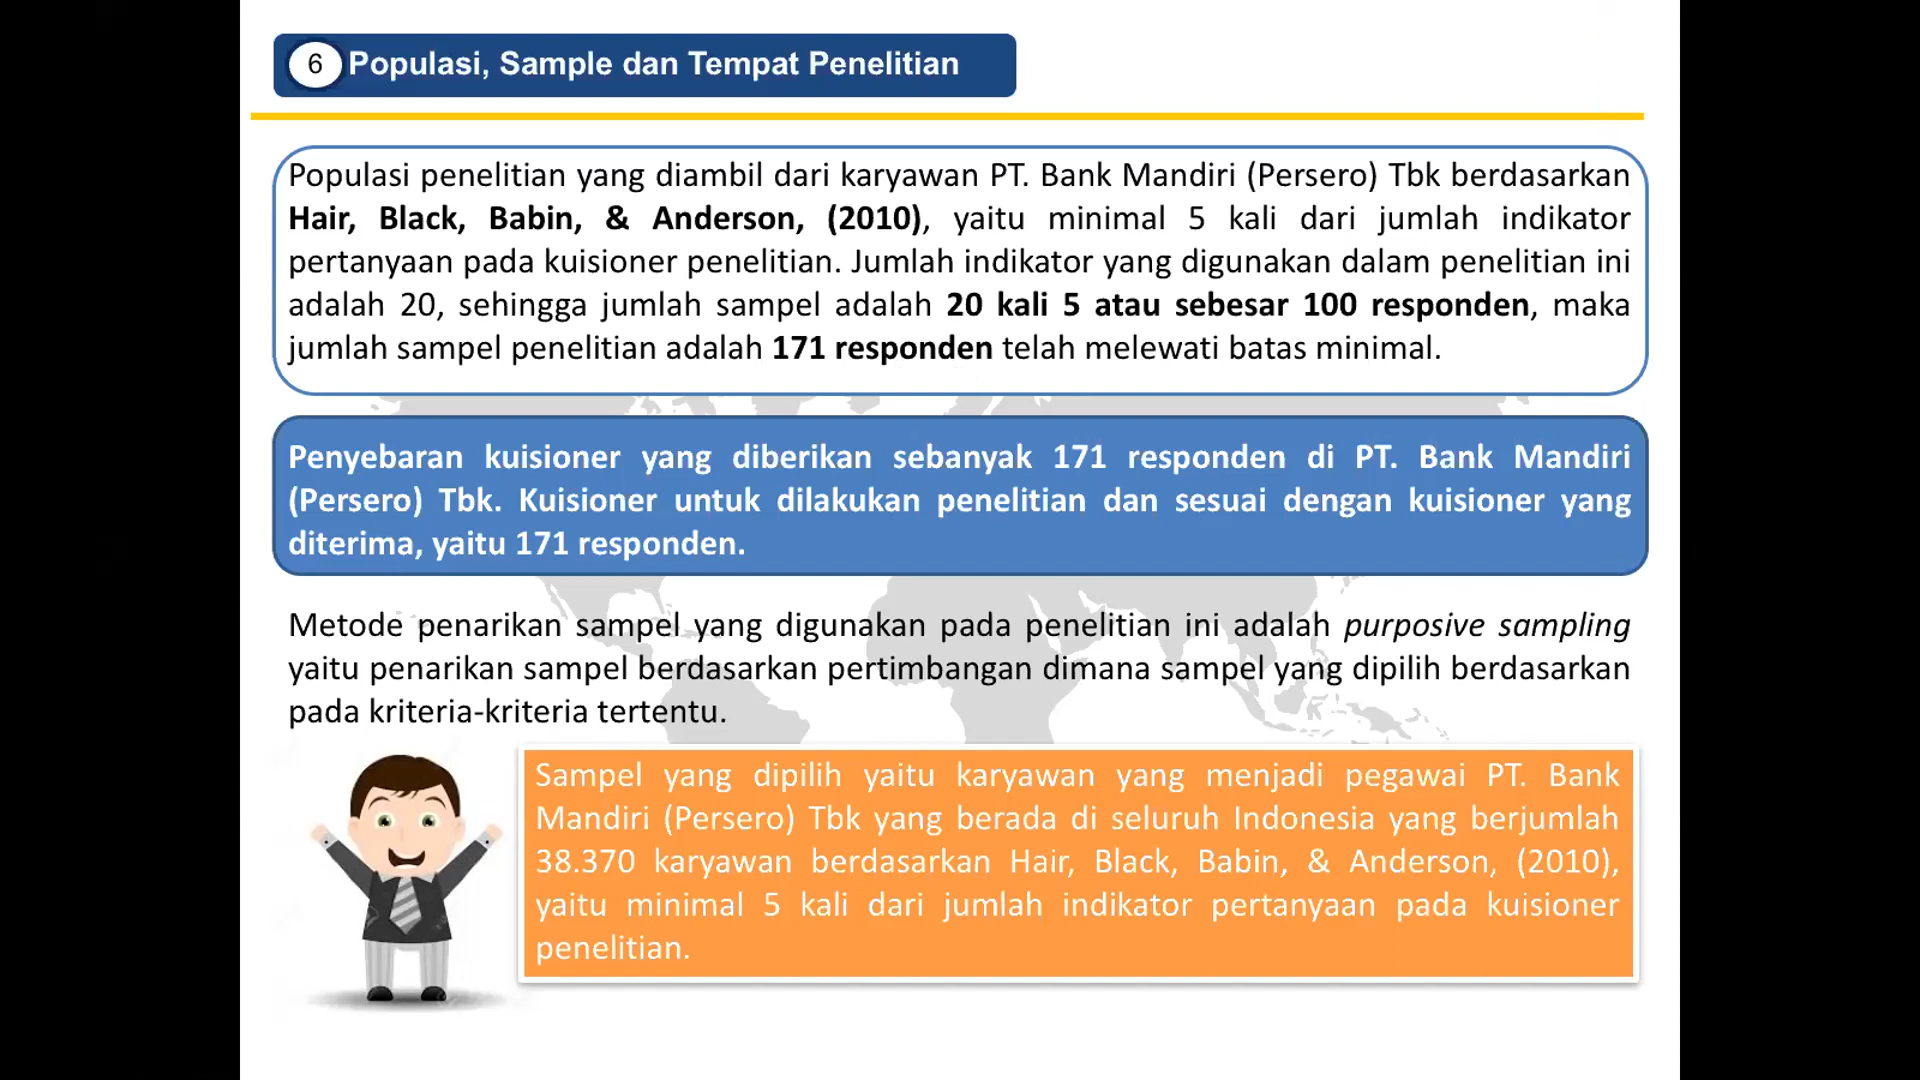 6 Populasi, Sample dan Tempat Penelitian
Populasi penelitian yang diambil dari karyawan PT. Bank Mandiri (Persero) Tbk berdasarkan
Hair, Black, Babin, & Anderson, (2010), yaitu minimal 5 kali dari jumlah indikator
pertanyaan pada kuisioner penelitian. Jumlah indikator yang digunakan dalam penelitian ini
adalah 20, sehingga jumlah sampel adalah 20 kali 5 atau sebesar 100 responden, maka
jumlah sampel penelitian adalah 171 responden telah melewati batas minimal.
Penyebaran kuisioner yang diberikan sebanyak 171 responden di PT. Bank Mandiri
(Persero) Tbk. Kuisioner untuk dilakukan penelitian dan sesuai dengan kuisioner yang
diterima, yaitu 171 responden.
Metode penarikan sampel yang digunakan pada penelitian ini adalah purposive sampling
yaitu penarikan sampel berdasarkan pertimbangan dimana sampel yang dipilih berdasarkan
pada kriteria-kriteria tertentu.
Sampel yang dipilih yaitu karyawan yang menjadi pegawai PT. Bank
Mandiri (Persero) Tbk yang berada di seluruh Indonesia yang berjumlah
38.370 karyawan berdasarkan Hair, Black, Babin, & Anderson, (2010),
yaitu minimal 5 kali dari jumlah indikator pertanyaan pada kuisioner
penelitian.